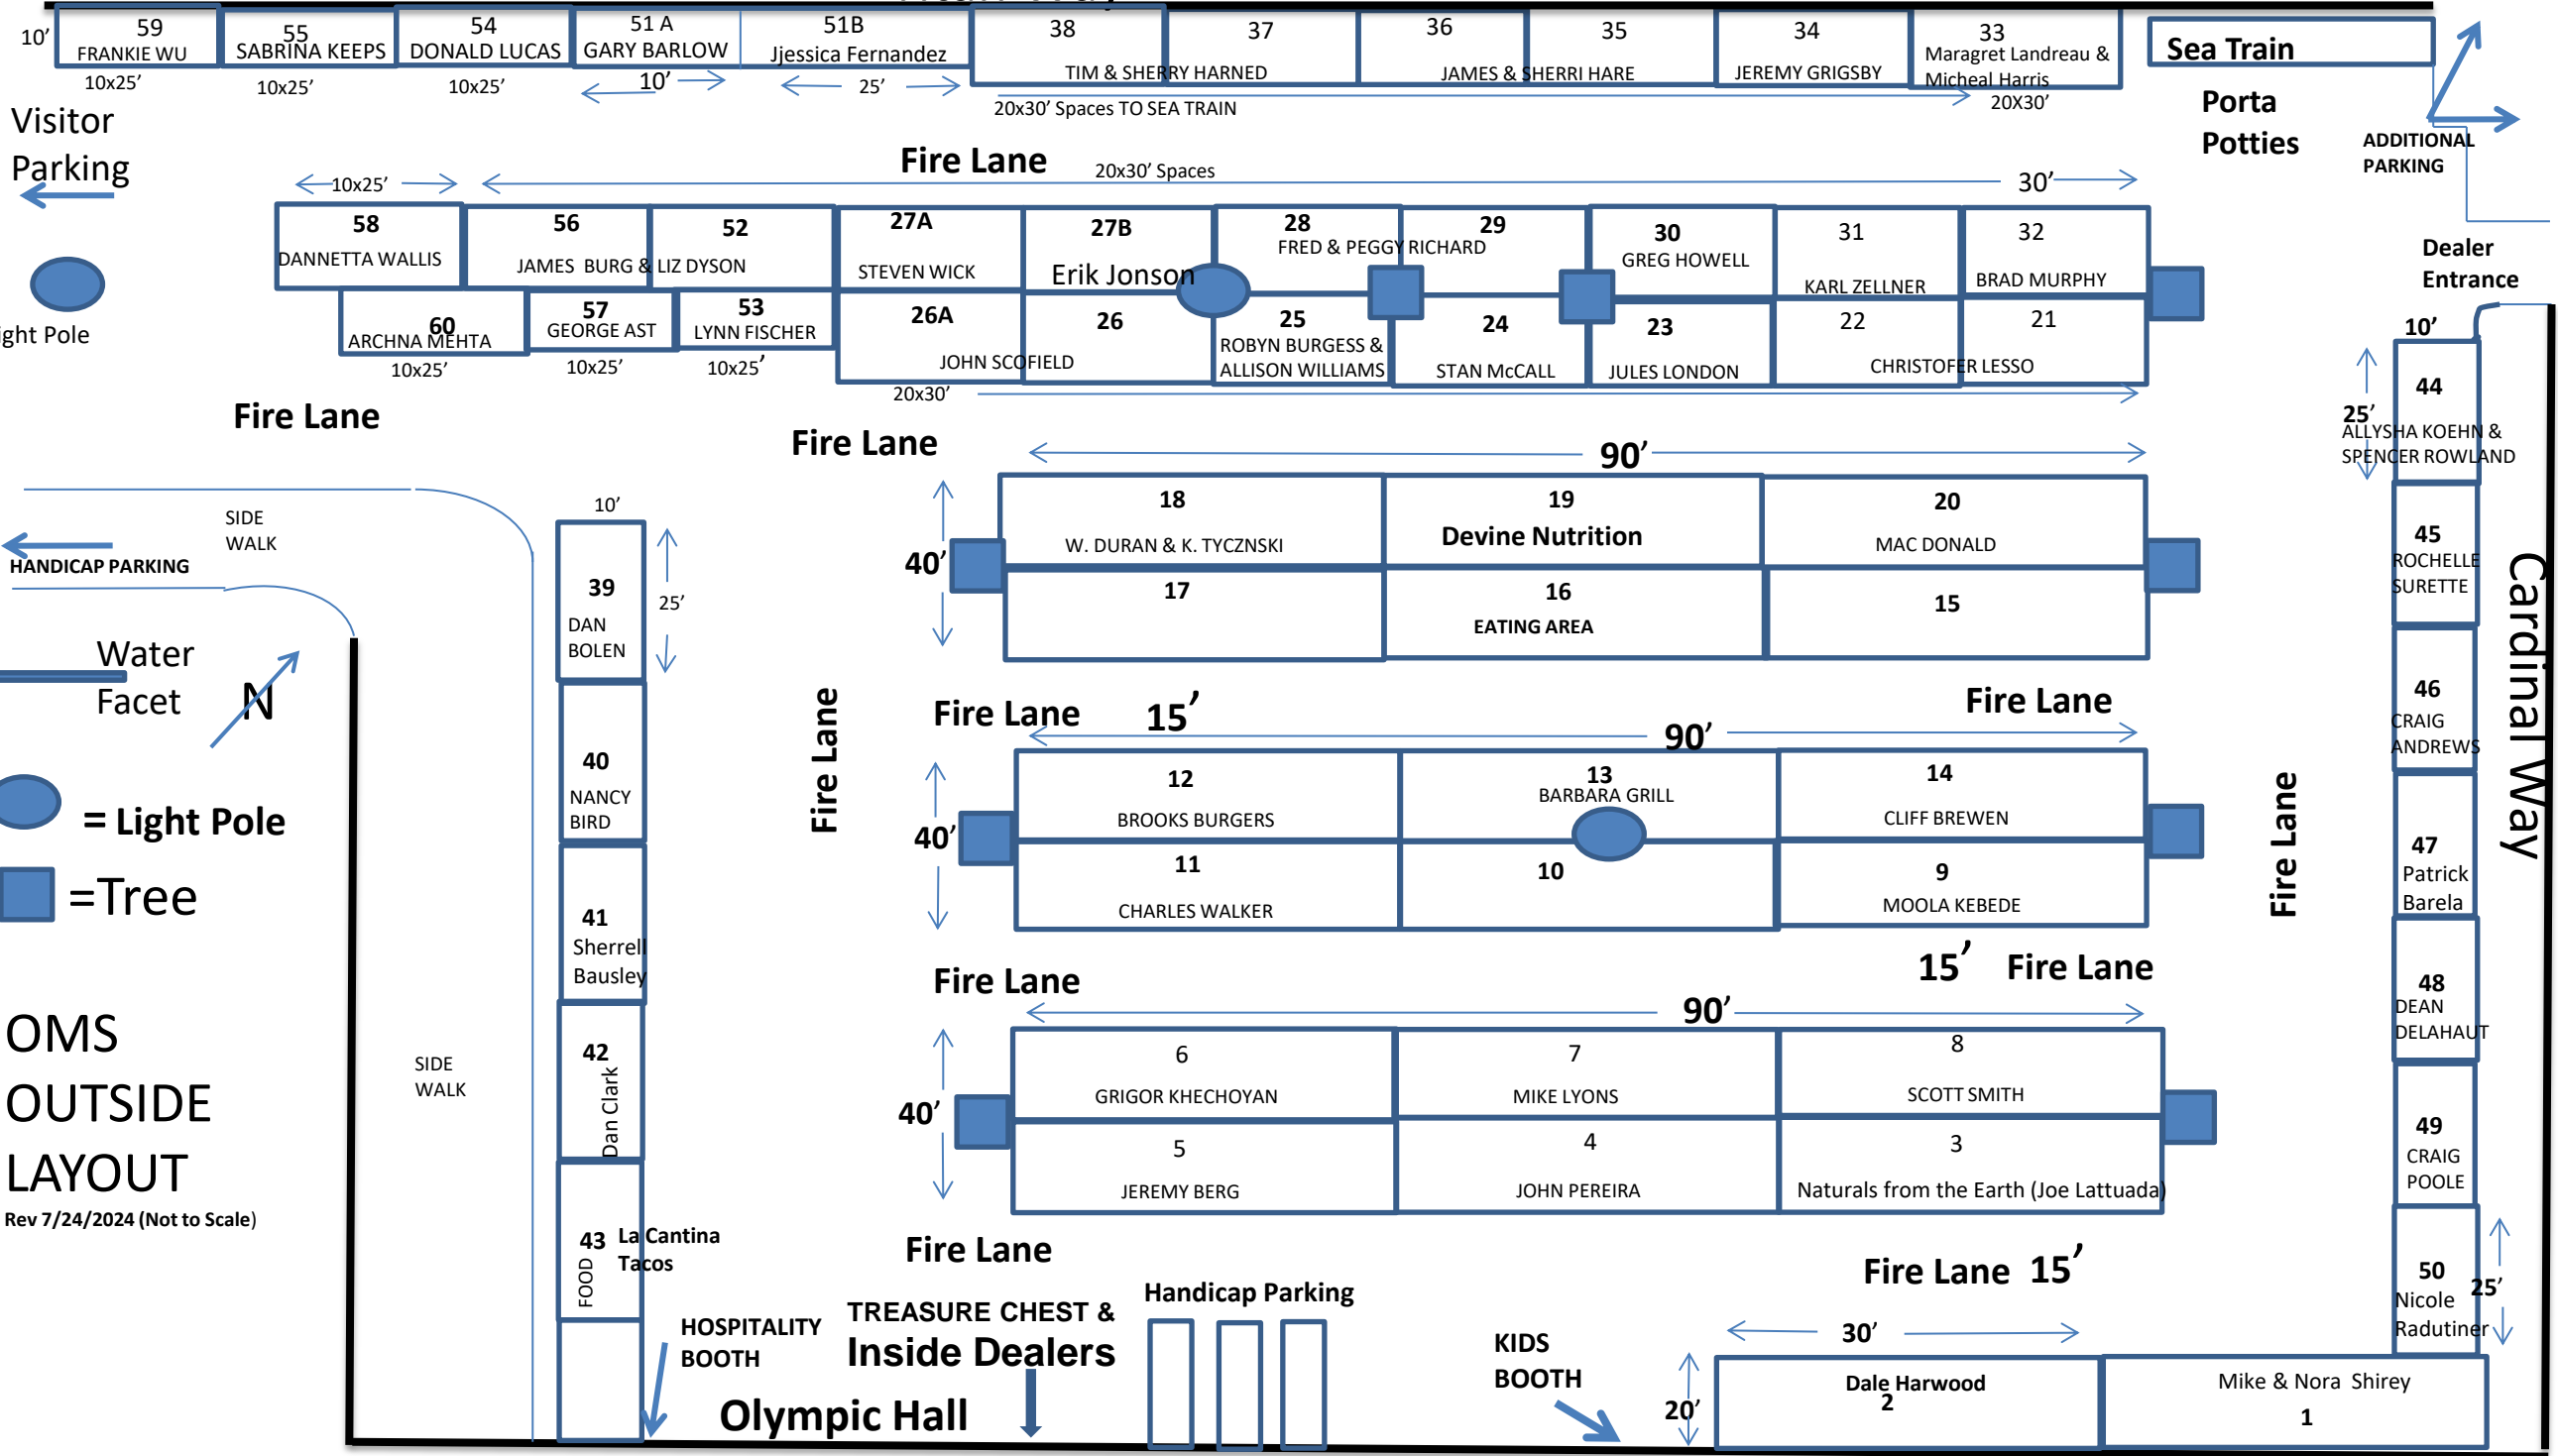 59
FRANKIE WU
55
SABRINA KEEPS
54
DONALD LUCAS
51 A
GARY BARLOW
51B
Jjessica Fernandez
38
37
TIM & SHERRY HARNED
36
35
JAMES & SHERRI HARE
34
JEREMY GRIGSBY
33
Maragret Landreau &
Micheal Harris
Sea Train
10’
10x25’
10x25’
10x25’
10’
25’
20x30’ Spaces TO SEA TRAIN
20X30’
Porta
Potties
ADDITIONAL
PARKING
Visitor
Parking
Fire Lane
10x25’
20x30’ Spaces
30’
58
DANNETTA WALLIS
56
52
JAMES  BURG & LIZ DYSON
27A
STEVEN WICK
27B
Erik Jonson
28
29
FRED & PEGGY RICHARD
30
GREG HOWELL
31
KARL ZELLNER
32
BRAD MURPHY
Dealer
Entrance
60
ARCHNA MEHTA
57
GEORGE AST
53
LYNN FISCHER
26A
26
JOHN SCOFIELD
25
ROBYN BURGESS &
ALLISON WILLIAMS
24
STAN McCALL
23
JULES LONDON
22
21
CHRISTOFER LESSO
10x25’
10x25’
10x25’
20x30’
ght Pole
Fire Lane
Fire Lane
90’
10’
25’
44
ALLYSHA KOEHN &
SPENCER ROWLAND
45
ROCHELLE
SURETTE
46
CRAIG
ANDREWS
47
Patrick
Barela
48
DEAN
DELAHAUT
49
CRAIG
POOLE
50
Nicole
Radutiner
25’
Cardinal Way
Fire Lane
SIDE
WALK
HANDICAP PARKING
10’
39
DAN
BOLEN
25’
40
NANCY
BIRD
41
Sherrell
Bausley
42
Dan Clark
43
FOOD
La Cantina
Tacos
Fire Lane
40’
18
W. DURAN & K. TYCZNSKI
19
Devine Nutrition
20
MAC DONALD
17
16
EATING AREA
15
Fire Lane
15’
Fire Lane
90’
40’
12
BROOKS BURGERS
13
BARBARA GRILL
14
CLIFF BREWEN
11
CHARLES WALKER
10
9
MOOLA KEBEDE
Fire Lane
15’
Fire Lane
90’
40’
6
GRIGOR KHECHOYAN
7
MIKE LYONS
8
SCOTT SMITH
5
JEREMY BERG
4
JOHN PEREIRA
3
Naturals from the Earth (Joe Lattuada)
Fire Lane
Fire Lane
15’
Water
Facet
N
= Light Pole
=Tree
SIDE
WALK
OMS
OUTSIDE
LAYOUT
Rev 7/24/2024 (Not to Scale)
HOSPITALITY
BOOTH
TREASURE CHEST &
Inside Dealers
Olympic Hall
Handicap Parking
KIDS
BOOTH
30’
20’
Dale Harwood
2
Mike & Nora  Shirey
1